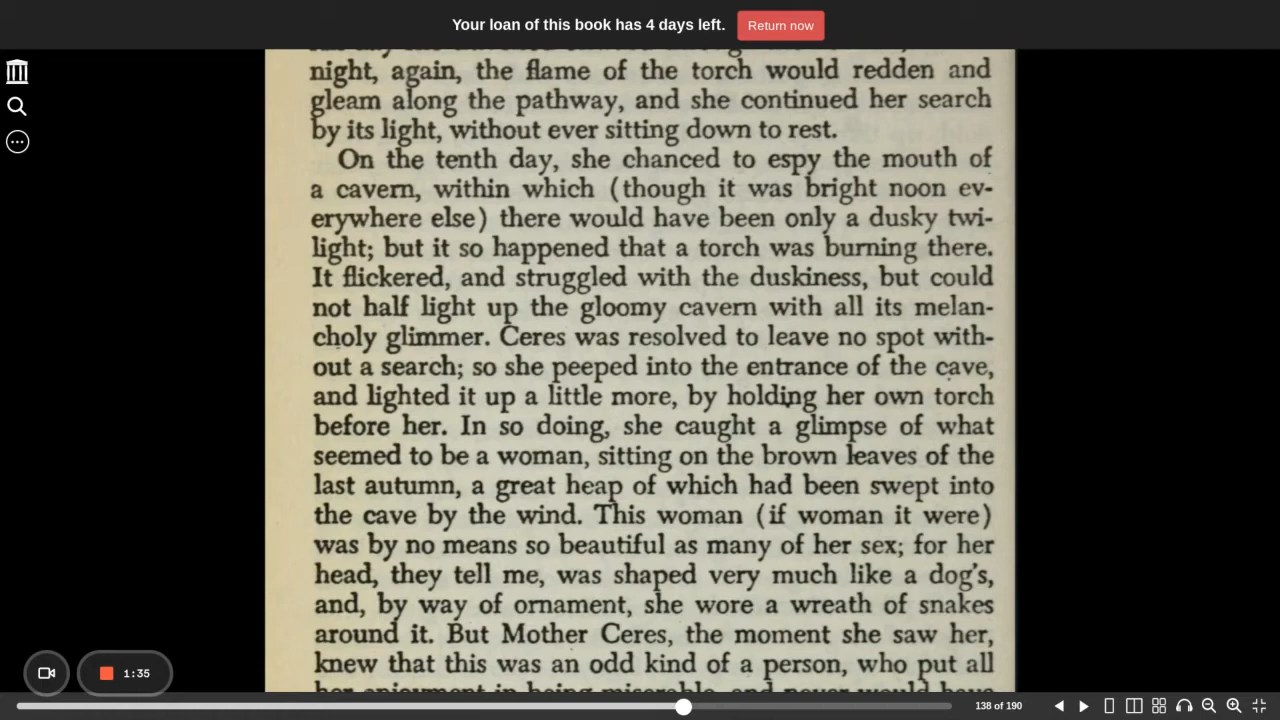 Your loan of this book has 4 days left. Return now
night, again, the flame of the torch would redden and
gleam along the pathway, and she continued her search
by its light, without ever sitting down to rest.
On the tenth day, she chanced to espy the mouth of
a cavern, within which (though it was bright noon ev-
erywhere else) there would have been only a dusky twi-
light; but it so happened that a torch was burning there.
It flickered, and struggled with the duskiness, but could
not half light up the gloomy cavern with all its melan-
choly glimmer. Ceres was resolved to leave no spot with-
out a search; so she peeped into the entrance of the cave,
and lighted it up a little more, by holding her own torch
before her. In so doing, she caught a glimpse of what
seemed to be a woman, sitting on the brown leaves of the
last autumn, a great heap of which had been swept into
the cave by the wind. This woman (if woman it were)
was by no means so beautiful as many of her sex; for her
head, they tell me, was shaped very much like a dog's,
and, by way of ornament, she wore a wreath of snakes
around it. But Mother Ceres, the moment she saw her,
knew that this was an odd kind of a person, who put all
her enjoyment in being miserable, and never would have
1:35
138 of 190